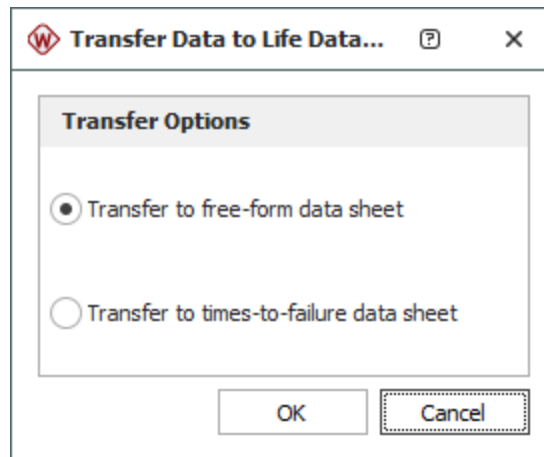 W Transfer Data to Life Data... ?
Transfer Options
Transfer to free-form data sheet
Transfer to times-to-failure data sheet
OK Cancel